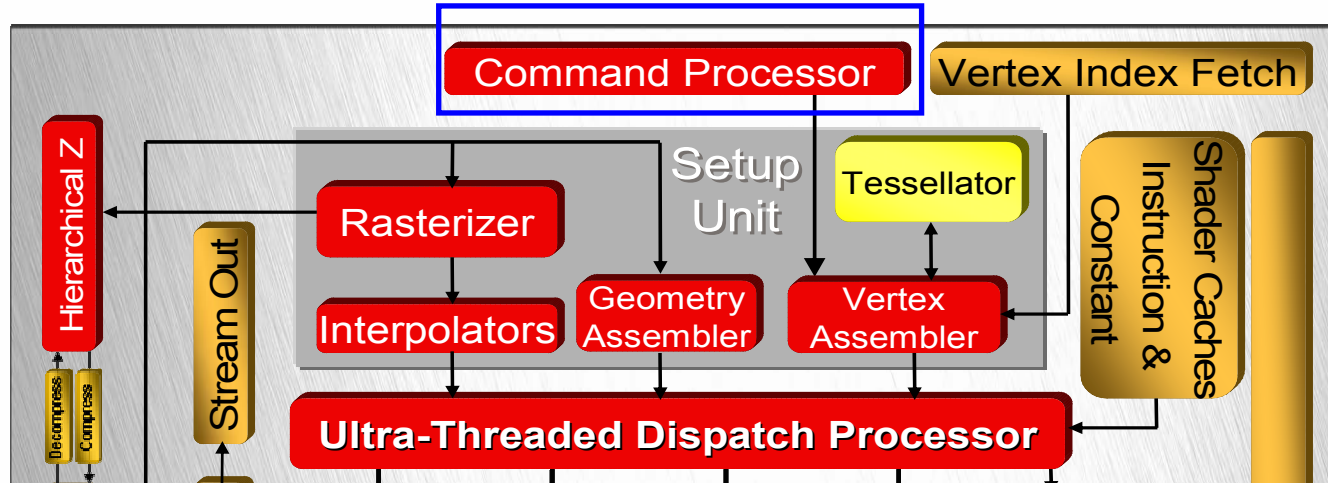 Command Processor
Vertex Index Fetch
Hierarchical Z
Setup
Unit
Tessellator
Shader Caches
Instruction &
Constant
Rasterizer
Stream Out
Interpolators
Geometry
Assembler
Vertex
Assembler
Decompress
Compress
Ultra-Threaded Dispatch Processor